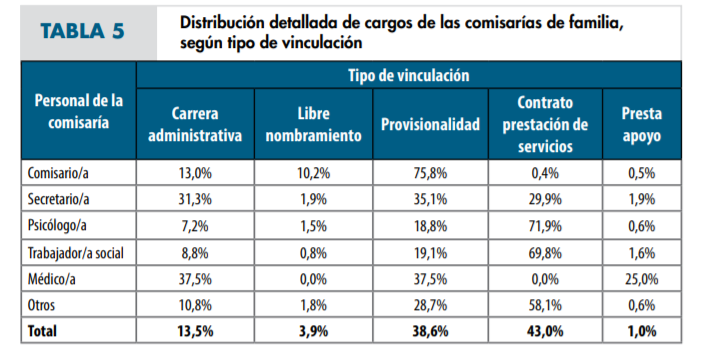 TABLA 5
Distribución detallada de cargos de las comisarías de familia,
según tipo de vinculación
Personal de la
comisaría
Tipo de vinculación
Carrera
administrativa
Libre
nombramiento
Provisionalidad
Contrato
prestación de
servicios
Presta
apoyo
Comisario/a 13,0% 10,2% 75,8% 0,4% 0,5%
Secretario/a 31,3% 1,9% 35,1% 29,9% 1,9%
Psicólogo/a 7,2% 1,5% 18,8% 71,9% 0,6%
Trabajador/a social 8,8% 0,8% 19,1% 69,8% 1,6%
Médico/a 37,5% 0,0% 37,5% 0,0% 25,0%
Otros 10,8% 1,8% 28,7% 58,1% 0,6%
Total 13,5% 3,9% 38,6% 43,0% 1,0%